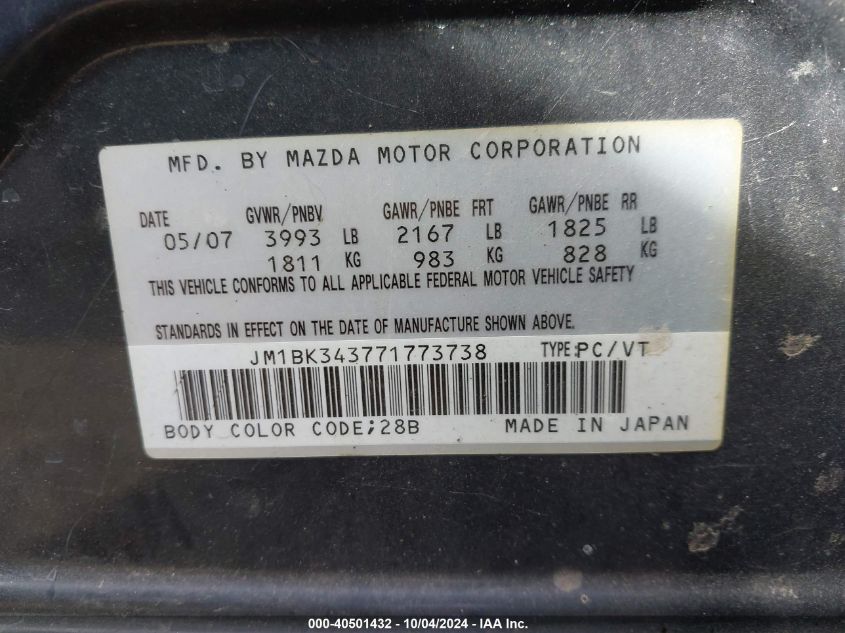 MFD. BY MAZDA MOTOR CORPORATION
DATE GVWR/PNBV GAWR/PNBE FRT GAWR/PNBE RR
05/07 3993 LB 2167 LB 1825 LB
1811 KG 983 KG 828 KG
THIS VEHICLE CONFORMS TO ALL APPLICABLE FEDERAL MOTOR VEHICLE SAFETY
STANDARDS IN EFFECT ON THE DATE OF MANUFACTURE SHOWN ABOVE.
JM1BK343771773738 TYPE:PC/VT
BODY COLOR CODE;28B MADE IN JAPAN
000-40501432 - 10/04/2024 - IAA Inc.